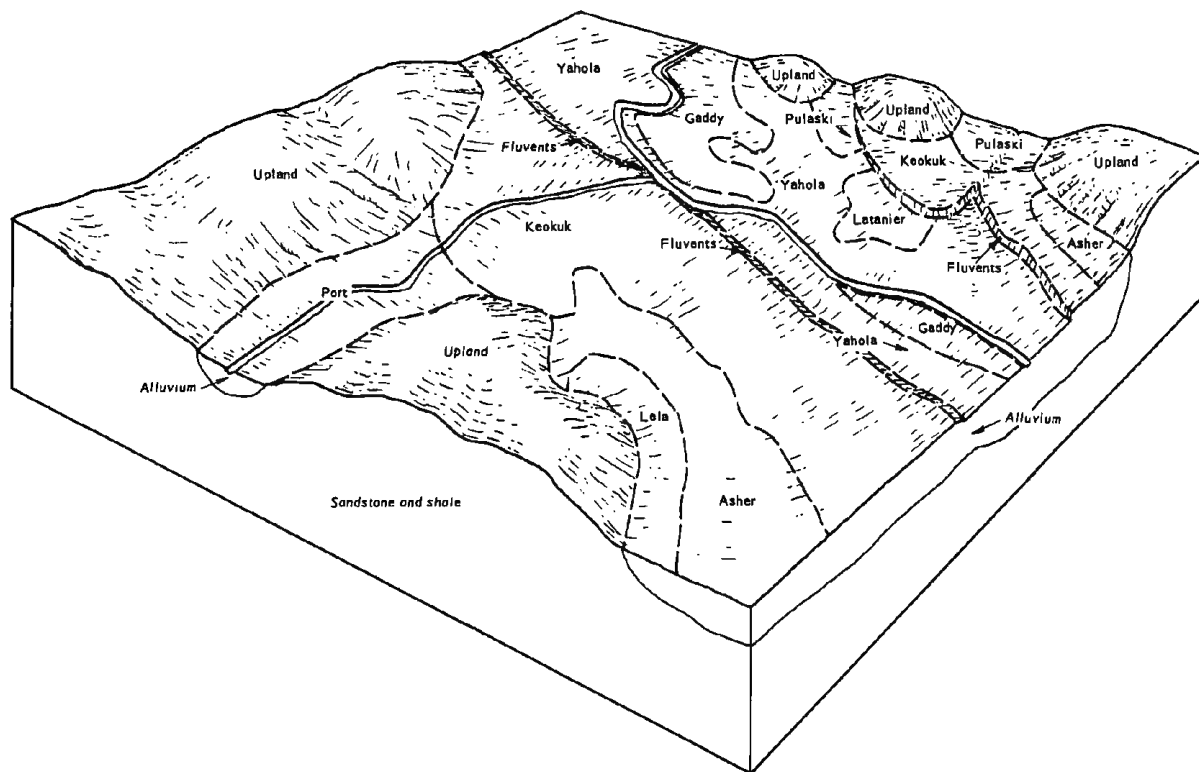 Yahola
Upland
Gaddy
Pulaski
Upland
Pulaski
Upland
Fluvents
Keokuk
Upland
Yahola
Latanier
Keokuk
Fluvents
Asher
Fluvents
Port
Gaddy
Yahola
Upland
Alluvium
Lela
Alluvium
Asher
Sandstone and shale